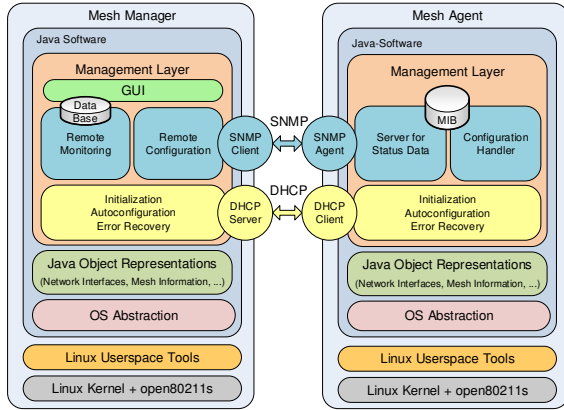 Mesh Manager
Java Software
Management Layer
GUI
Data
Base
Remote
Monitoring
Remote
Configuration
SNMP
Client
Initialization
Autoconfiguration
Error Recovery
DHCP
Server
Java Object Representations
(Network Interfaces, Mesh Information, ...)
OS Abstraction
Linux Userspace Tools
Linux Kernel + open80211s
SNMP
DHCP
Mesh Agent
Java-Software
Management Layer
MIB
SNMP
Agent
Server for
Status Data
Configuration
Handler
DHCP
Client
Initialization
Autoconfiguration
Error Recovery
Java Object Representations
(Network Interfaces, Mesh Information, ...)
OS Abstraction
Linux Userspace Tools
Linux Kernel + open80211s